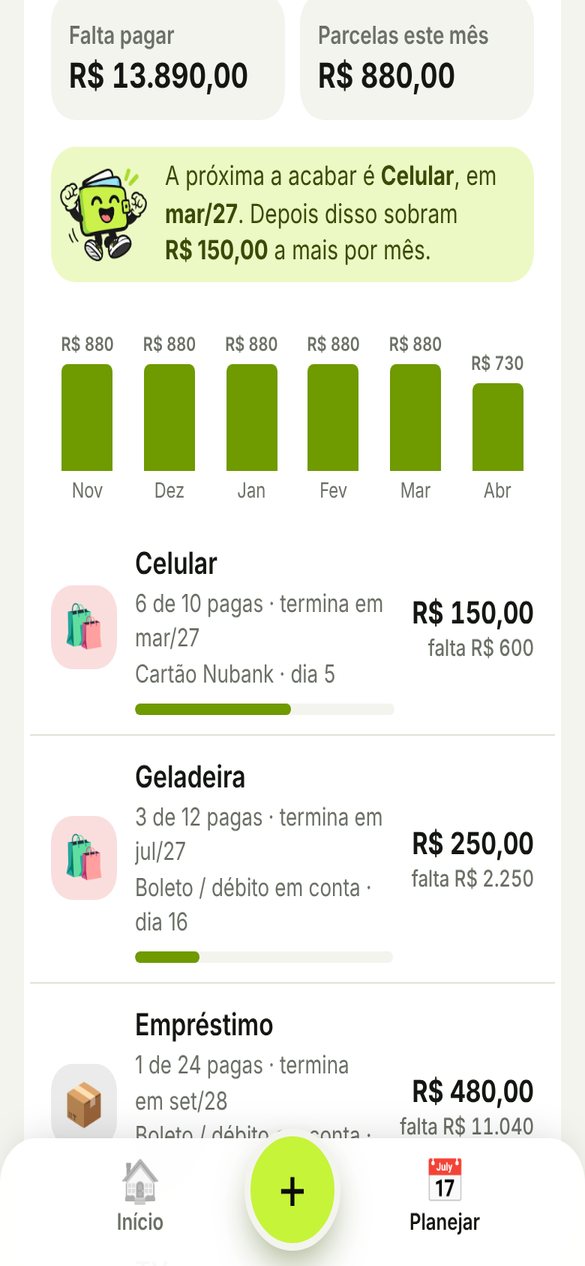 Falta pagar
R$ 13.890,00
Parcelas este mês
R$ 880,00
A próxima a acabar é Celular, em
mar/27. Depois disso sobram
R$ 150,00 a mais por mês.
R$ 880
R$ 880
R$ 880
R$ 880
R$ 880
R$ 730
Nov
Dez
Jan
Fev
Mar
Abr
Celular
6 de 10 pagas · termina em
mar/27
Cartão Nubank · dia 5
R$ 150,00
falta R$ 600
Geladeira
3 de 12 pagas · termina em
jul/27
Boleto / débito em conta ·
dia 16
R$ 250,00
falta R$ 2.250
Empréstimo
1 de 24 pagas · termina
em set/28
Boleto / débito em conta ·
R$ 480,00
falta R$ 11.040
Início
+
July
17
Planejar